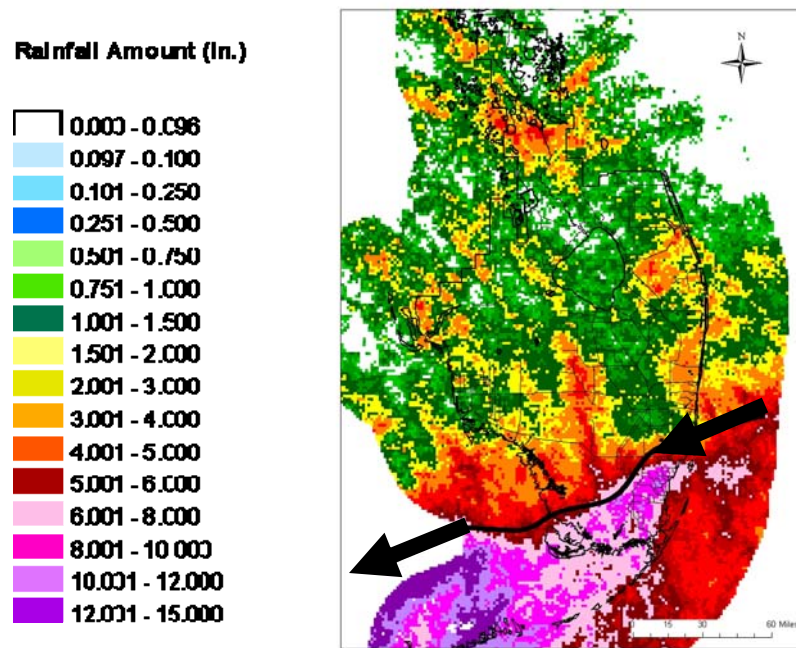 Rainfall Amount (In.)
0.000 - 0.096
0.097 - 0.100
0.101 - 0.250
0.251 - 0.500
0.501 - 0.750
0.751 - 1.000
1.001 - 1.500
1.501 - 2.000
2.001 - 3.000
3.001 - 4.000
4.001 - 5.000
5.001 - 6.000
6.001 - 8.000
8.001 - 10.000
10.001 - 12.000
12.001 - 15.000
N
0 15 30 60 Miles